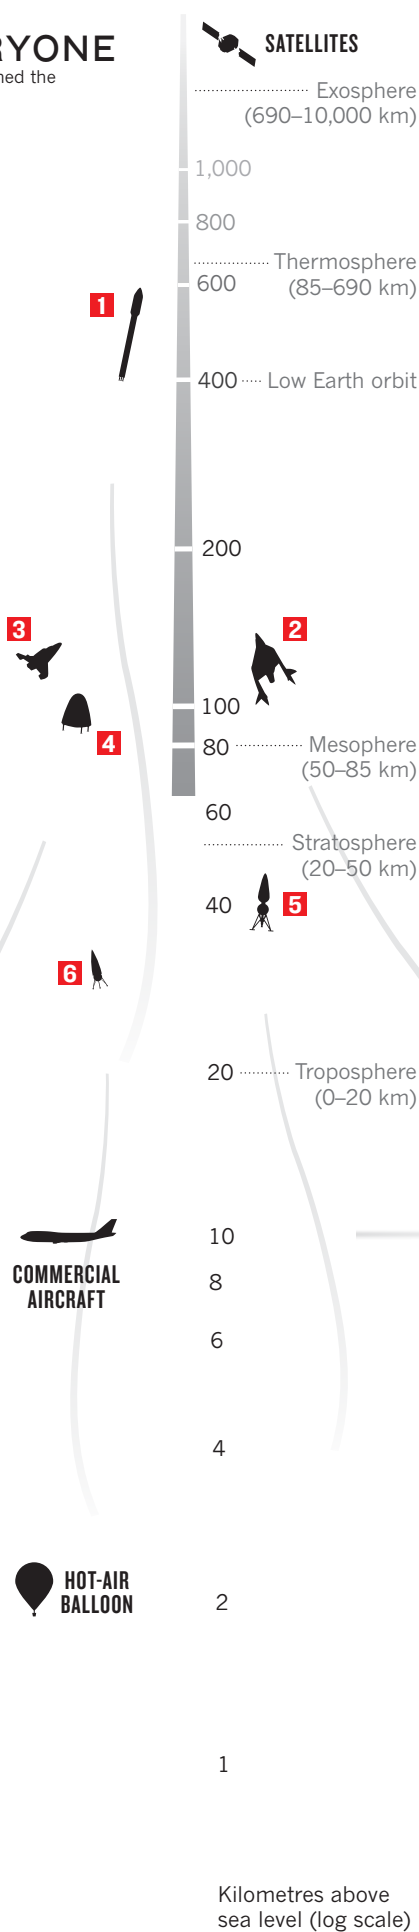 RYONE
ned the
SATELLITES
Exosphere
(690–10,000 km)
1,000
800
Thermosphere
(85–690 km)
600
1
400
Low Earth orbit
200
3
2
100
4
80
Mesophere
(50–85 km)
60
Stratosphere
(20–50 km)
40
5
6
20
Troposphere
(0–20 km)
10
COMMERCIAL
AIRCRAFT
8
6
4
HOT-AIR
BALLOON
2
1
Kilometres above
sea level (log scale)